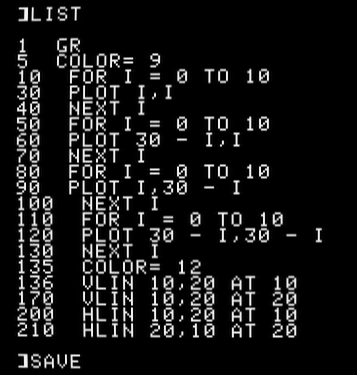 ]LIST
1 GR
5 COLOR= 9
10 FOR I = 0 TO 10
30 PLOT I,I
40 NEXT I
50 FOR I = 0 TO 10
60 PLOT 30 - I,I
70 NEXT I
80 FOR I = 0 TO 10
90 PLOT I,30 - I
100 NEXT I
110 FOR I = 0 TO 10
120 PLOT 30 - I,30 - I
130 NEXT I
135 COLOR= 12
136 VLIN 10,20 AT 10
170 VLIN 10,20 AT 20
200 HLIN 10,20 AT 10
210 HLIN 20,10 AT 20
]SAVE